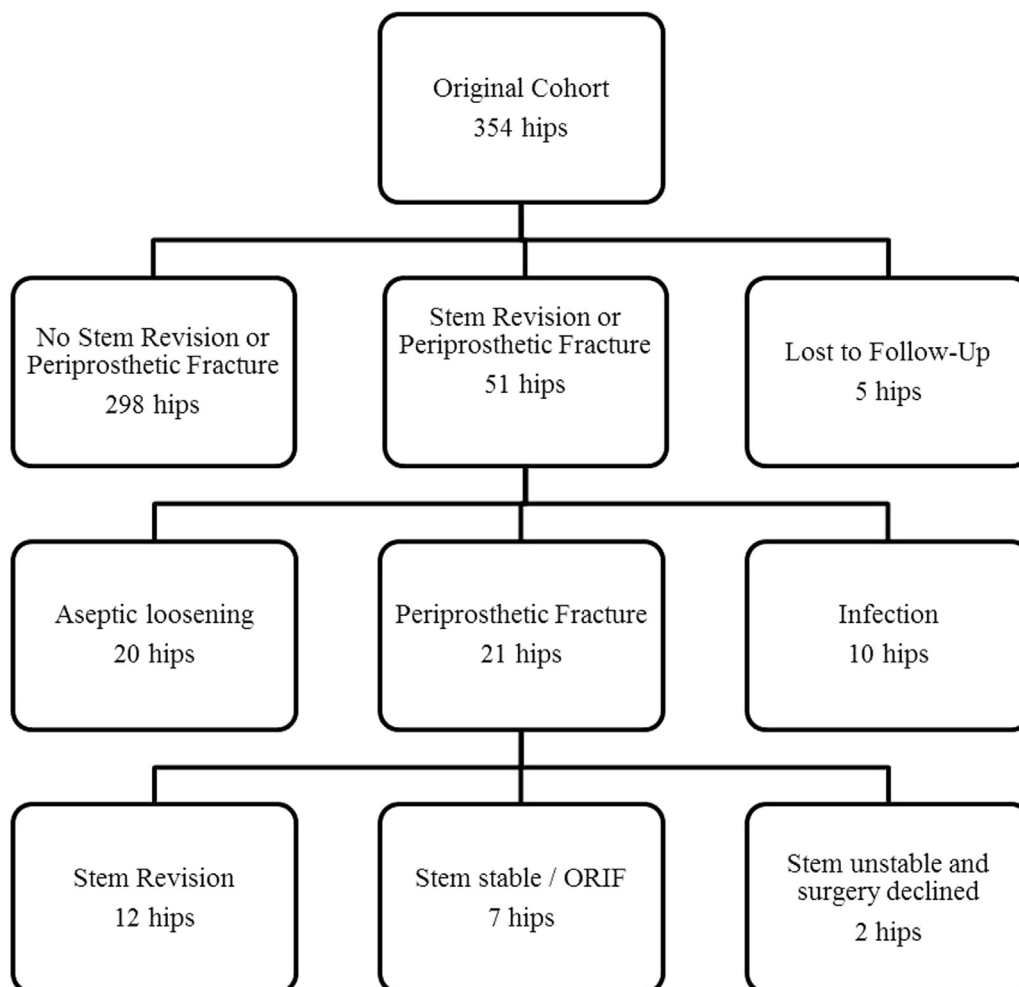 Original Cohort
354 hips
No Stem Revision or
Periprosthetic Fracture
298 hips
Stem Revision or
Periprosthetic Fracture
51 hips
Lost to Follow-Up
5 hips
Aseptic loosening
20 hips
Periprosthetic Fracture
21 hips
Infection
10 hips
Stem Revision
12 hips
Stem stable / ORIF
7 hips
Stem unstable and
surgery declined
2 hips